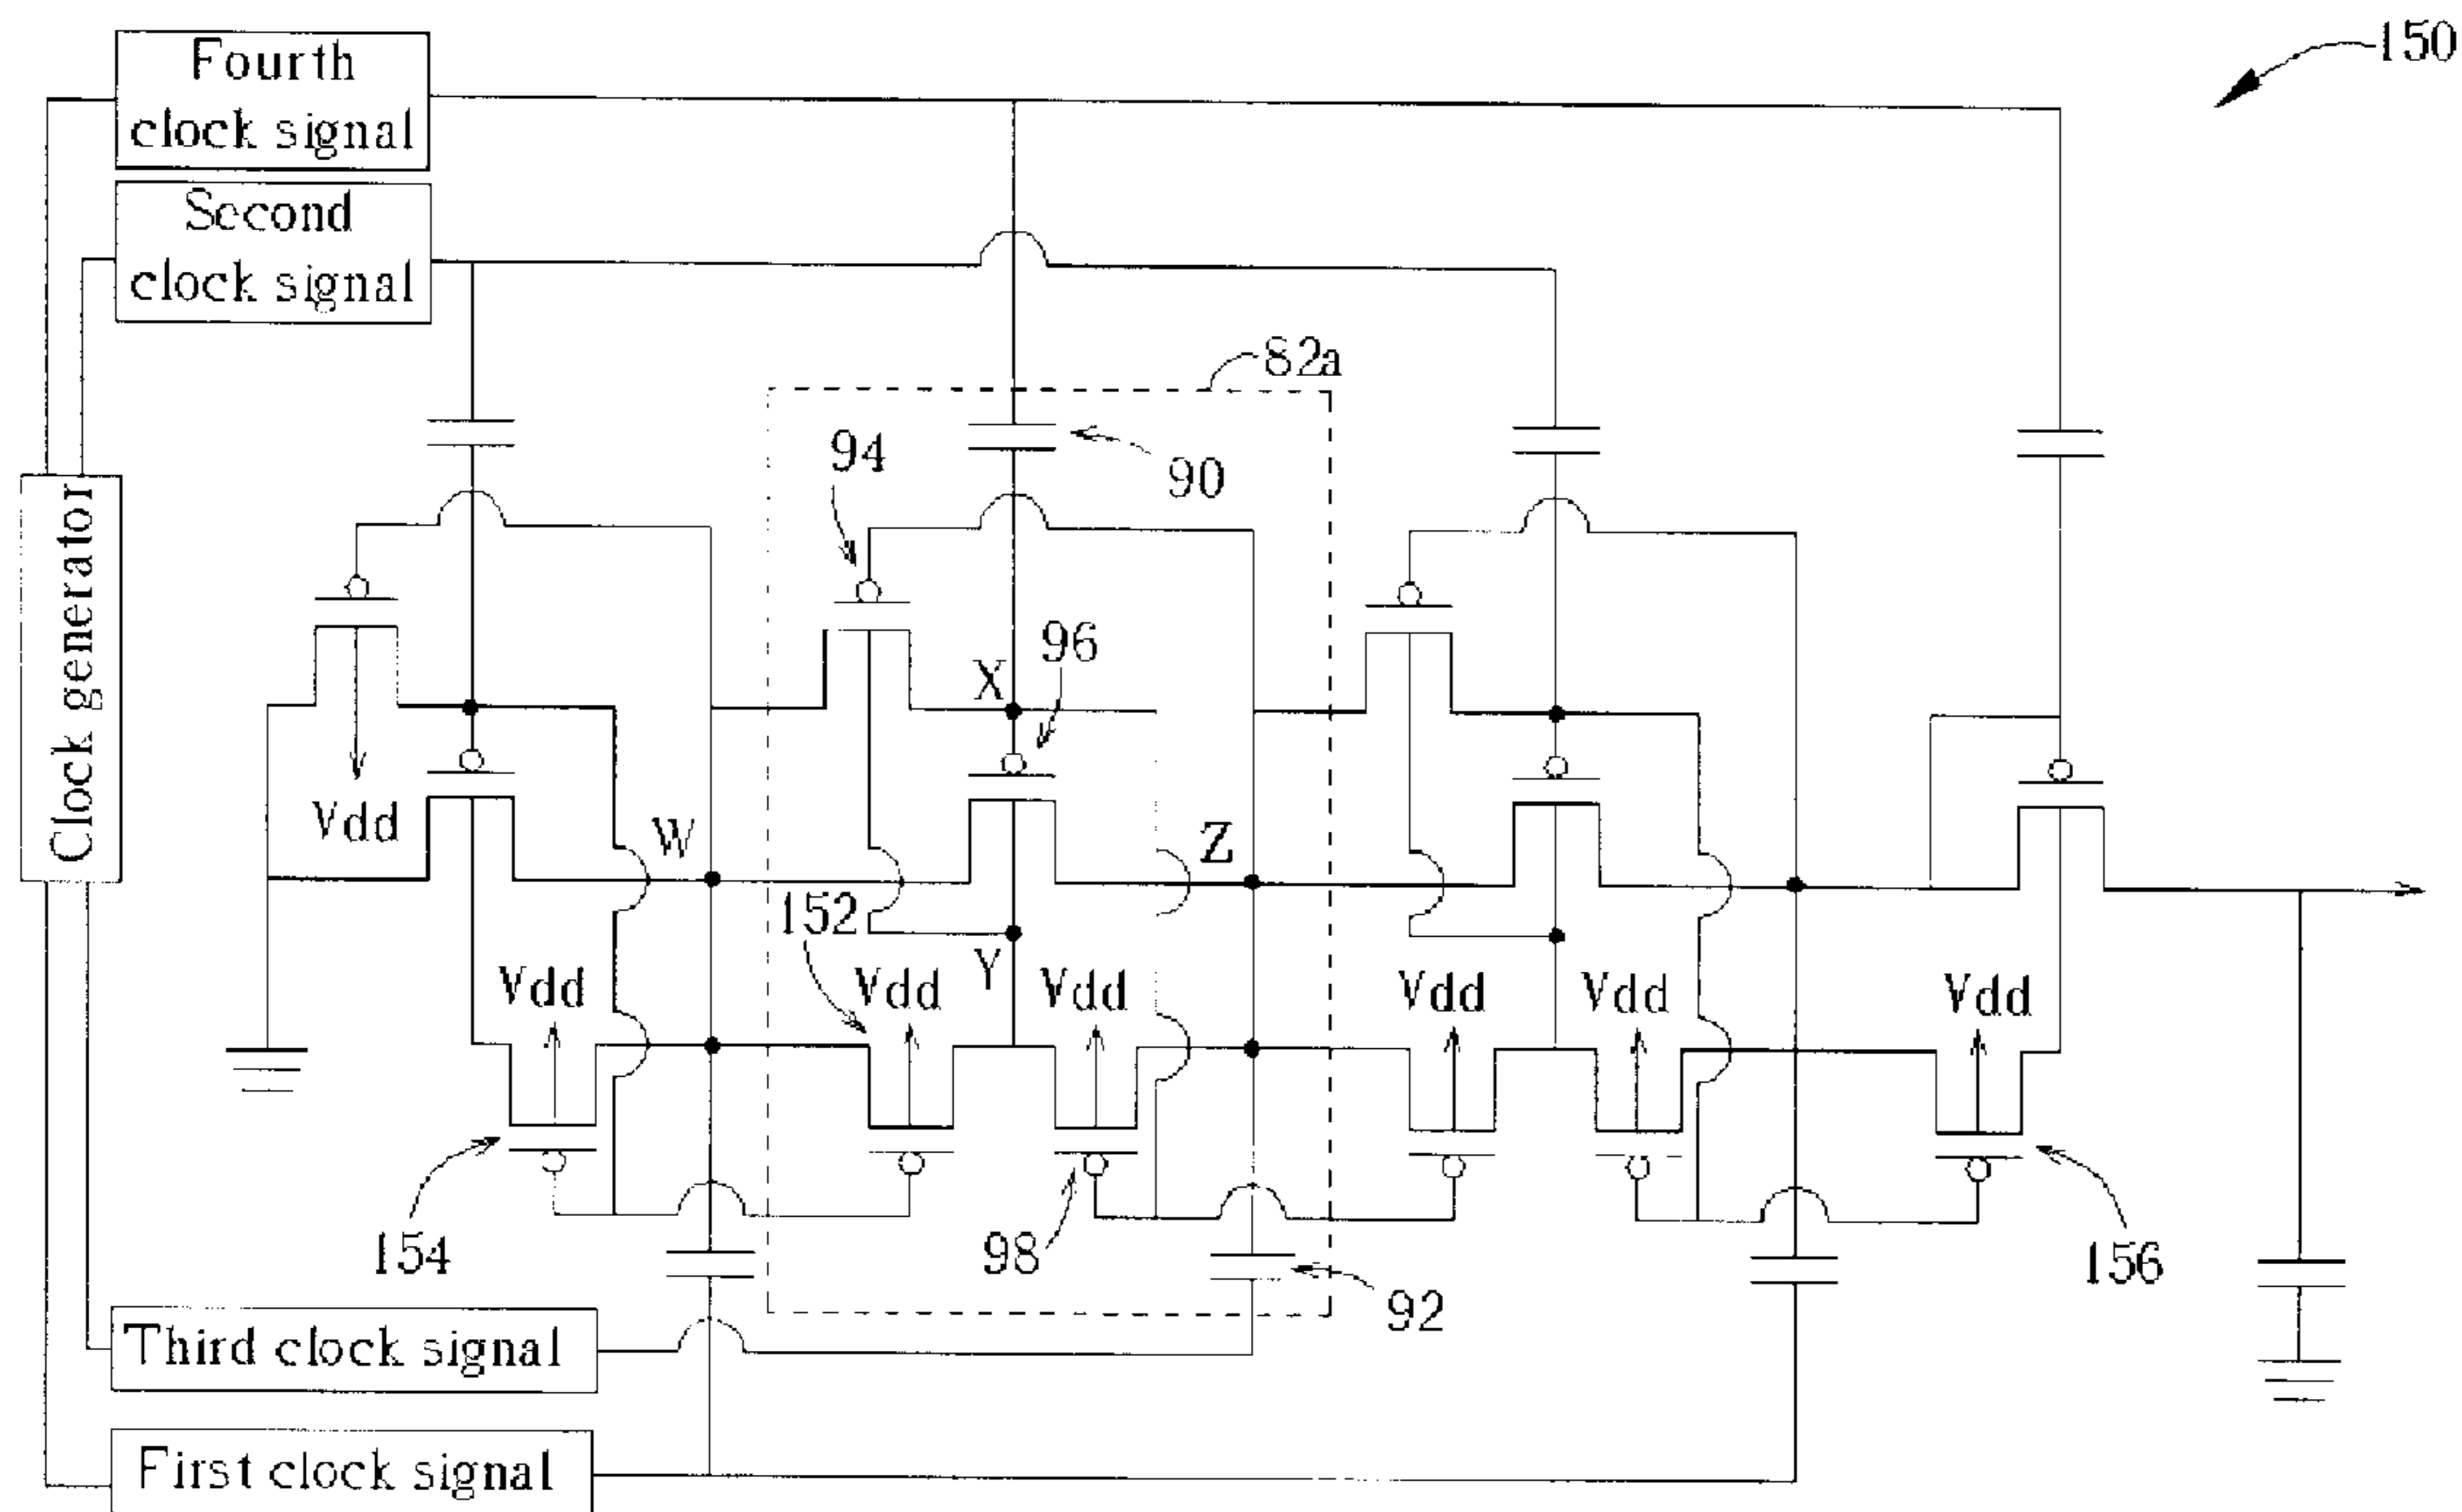 150
Fourth
clock signal
Second
clock signal
82a
94
90
Clock generator
96
X
Vdd
W
Z
152
Y
Vdd
Vdd
Vdd
Vdd
Vdd
Vdd
154
98
92
156
Third clock signal
First clock signal